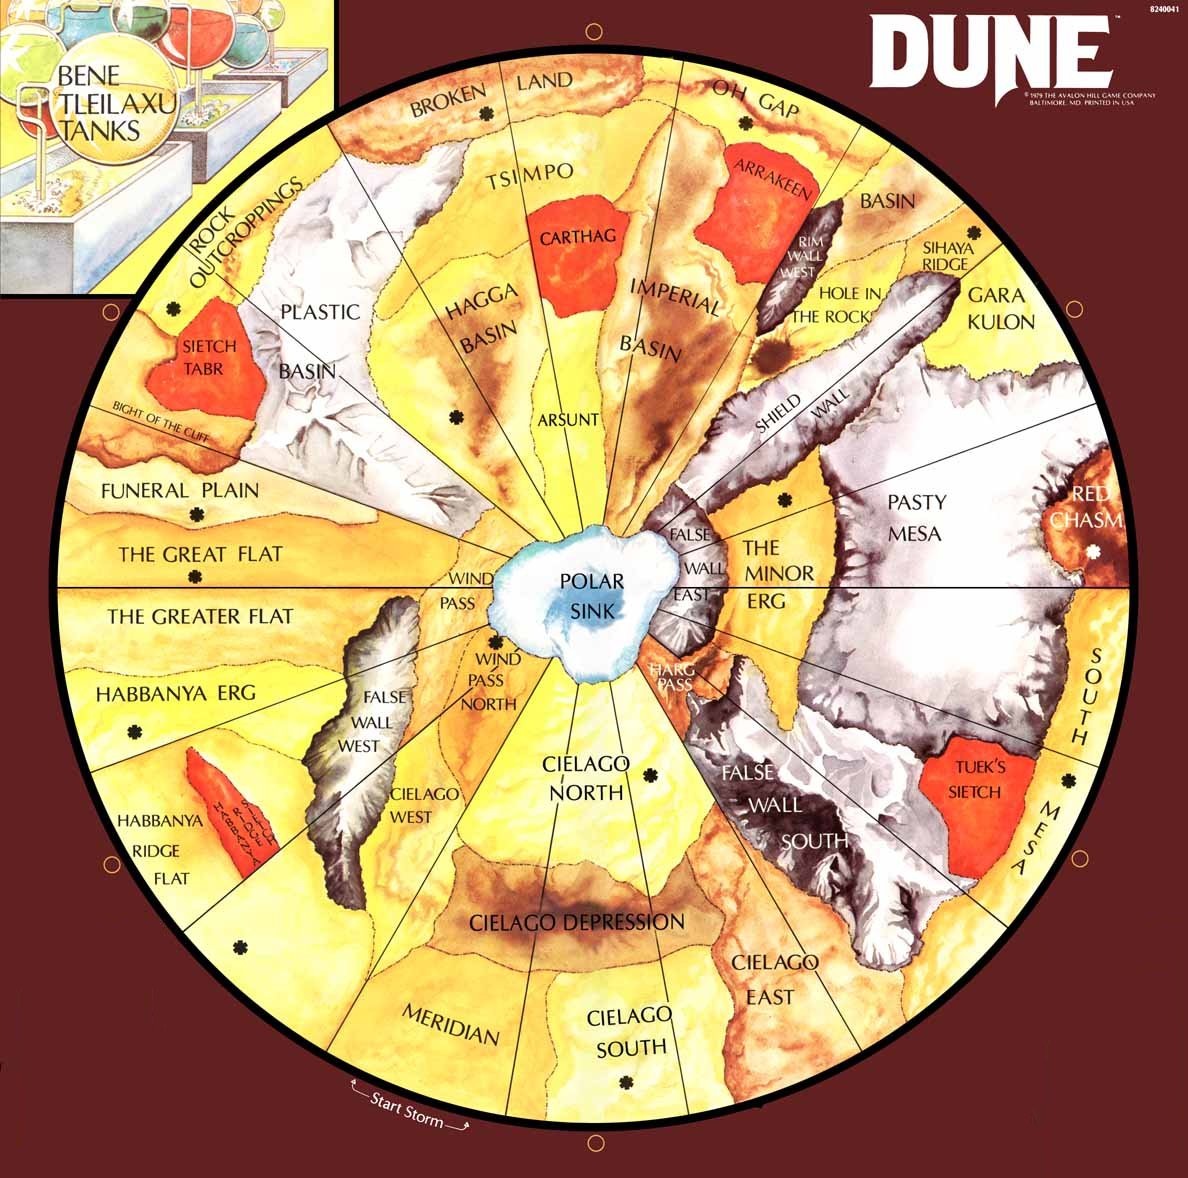 8240041
DUNE™
© 1979 THE AVALON HILL GAME COMPANY
BALTIMORE, MD. PRINTED IN USA
BENE
TLEILAXU
TANKS
BROKEN LAND
OH GAP
TSIMPO
ARRAKEEN
CARTHAG
BASIN
RIM
WALL
WEST
SIHAYA
RIDGE
HOLE IN
THE ROCK
GARA
KULON
ROCK
OUTCROPPINGS
PLASTIC
BASIN
HAGGA
BASIN
IMPERIAL
BASIN
SIETCH
TABR
BIGHT OF THE CLIFF
ARSUNT
SHIELD WALL
FUNERAL PLAIN
PASTY
MESA
RED
CHASM
THE GREAT FLAT
FALSE
WALL
EAST
THE
MINOR
ERG
POLAR
SINK
WIND
PASS
THE GREATER FLAT
WIND
PASS
NORTH
HARG
PASS
HABBANYA ERG
FALSE
WALL
WEST
SOUTH
MESA
CIELAGO
NORTH
FALSE
WALL
SOUTH
TUEK'S
SIETCH
CIELAGO
WEST
HABBANYA
RIDGE
FLAT
HABBANYA
RIDGE
SIETCH
CIELAGO DEPRESSION
CIELAGO
EAST
MERIDIAN
CIELAGO
SOUTH
Start Storm